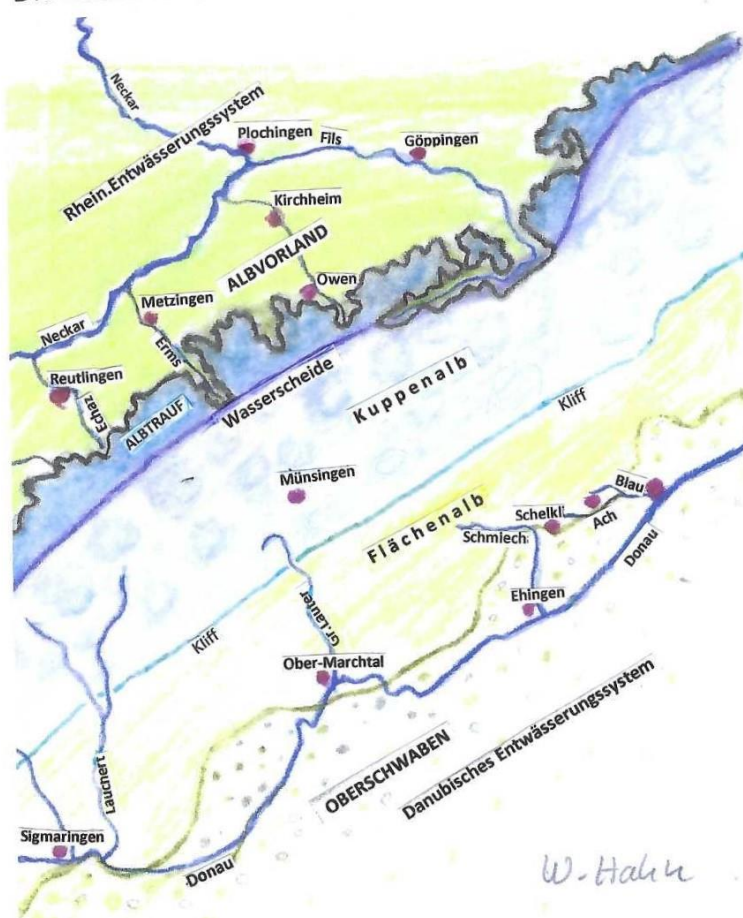 Neckar
Rhein.Entwässerungssystem
Plochingen
Fils
Göppingen
Kirchheim
ALBVORLAND
Owen
Metzingen
Neckar
Erms
Reutlingen
Echaz
ALBTRAUF
Wasserscheide
Kuppenalb
Kliff
Münsingen
Flächenalb
Blau
Schelkl
Ach
Schmiech
Donau
Ehingen
Gr.Lauter
Kliff
Ober-Marchtal
OBERSCHWABEN
Danubisches Entwässerungssystem
Lauchert
Sigmaringen
Donau
W. Hahn